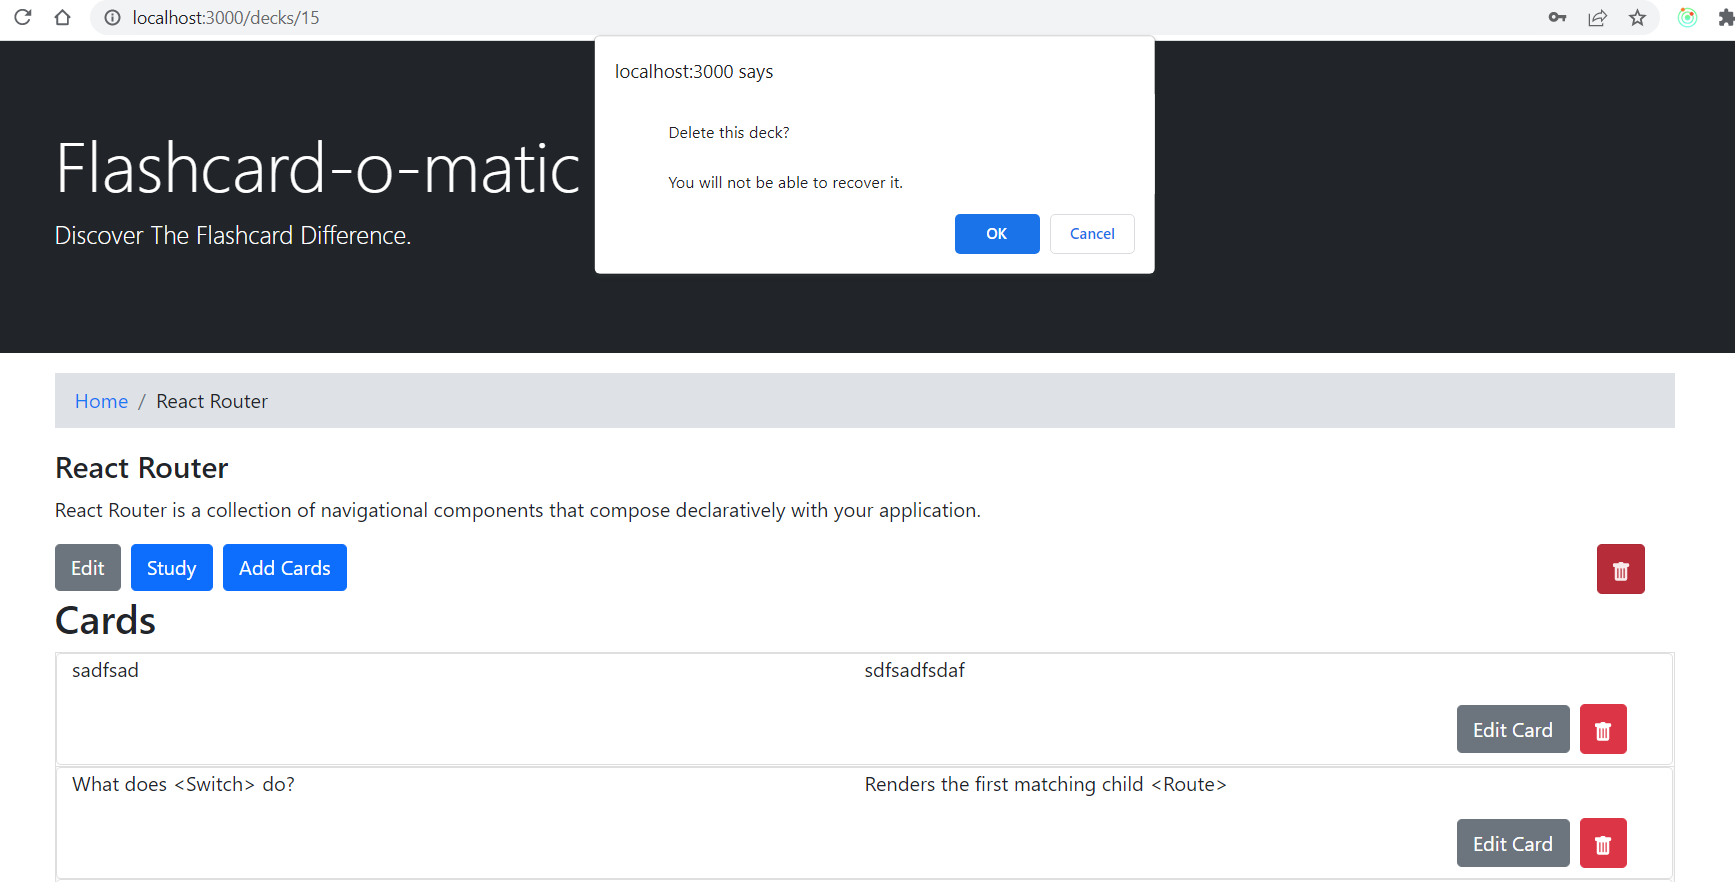 localhost:3000/decks/15
localhost:3000 says
Delete this deck?
You will not be able to recover it.
OK Cancel
Flashcard-o-matic
Discover The Flashcard Difference.
Home / React Router
React Router
React Router is a collection of navigational components that compose declaratively with your application.
Edit Study Add Cards
Cards
sadfsad sdfsadfsdaf
Edit Card
What does <Switch> do? Renders the first matching child <Route>
Edit Card